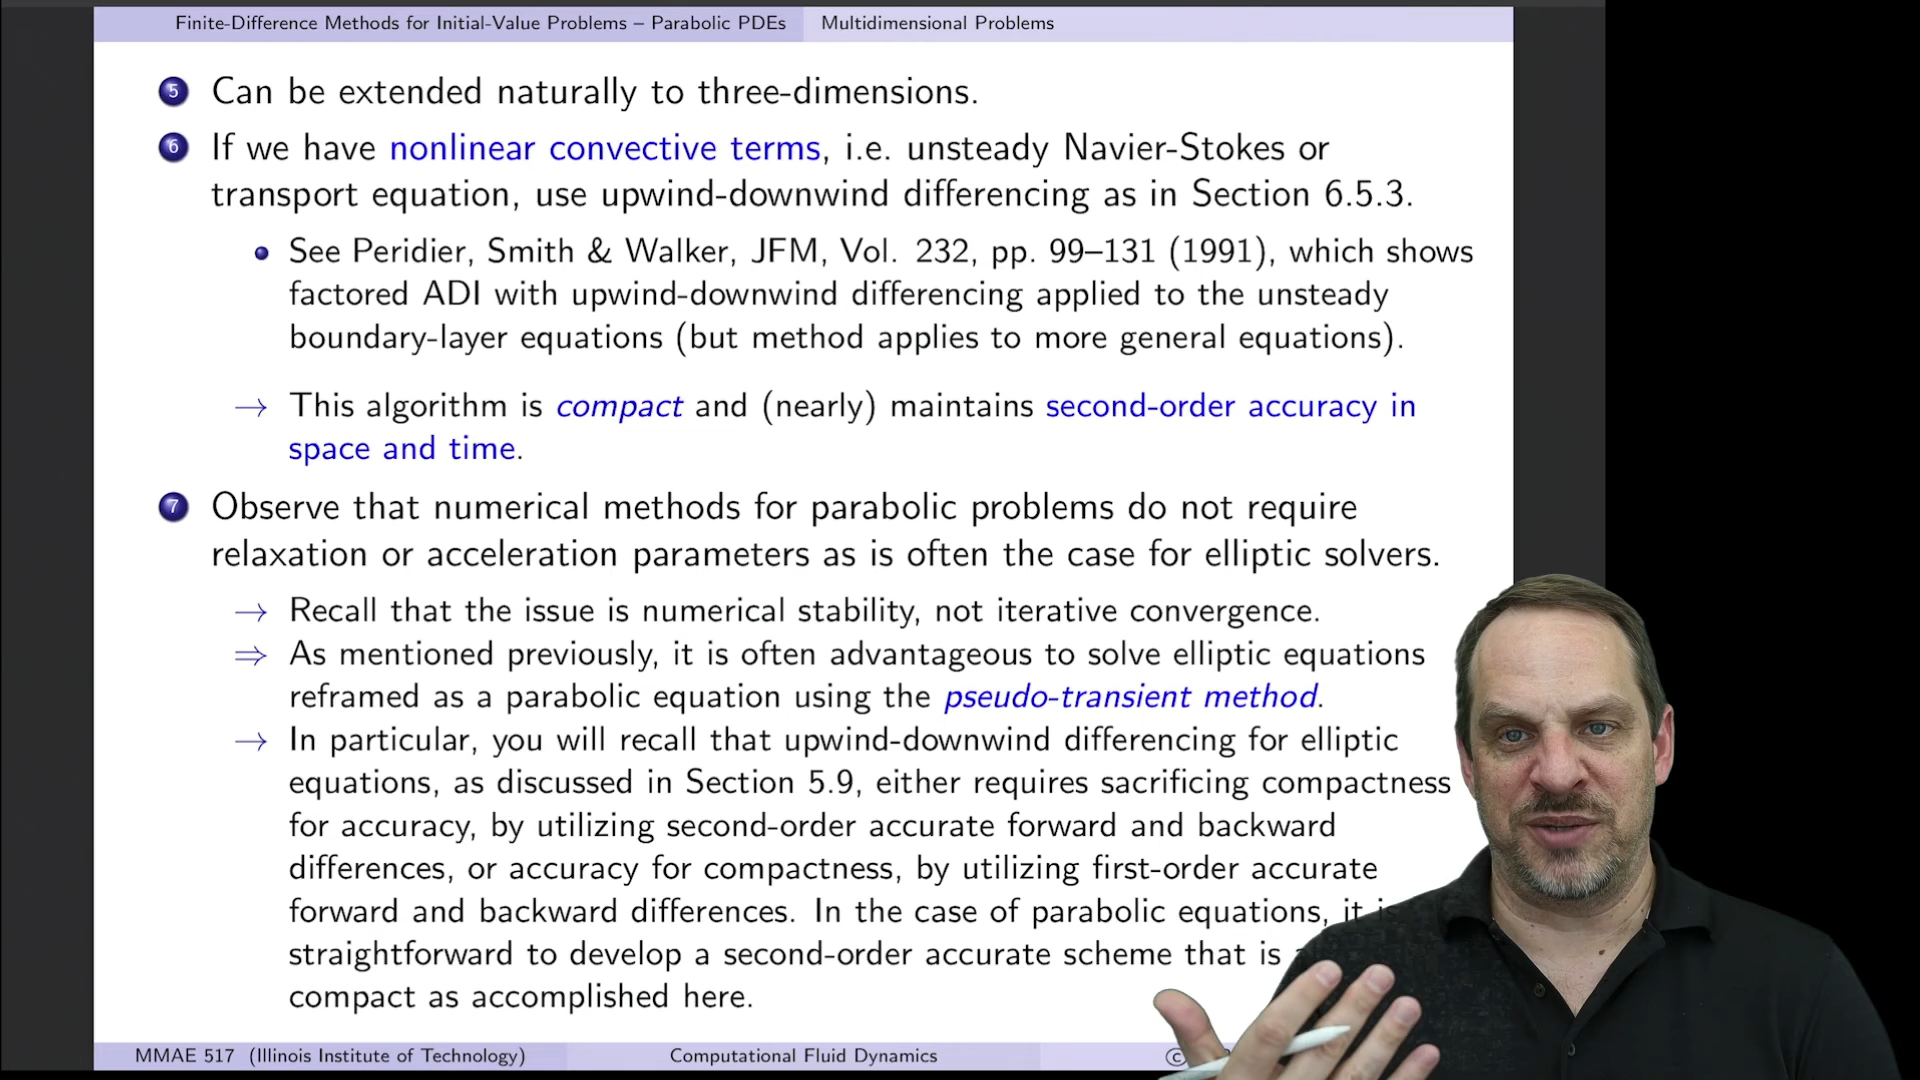 Finite-Difference Methods for Initial-Value Problems – Parabolic PDEs Multidimensional Problems
5 Can be extended naturally to three-dimensions.
6 If we have nonlinear convective terms, i.e. unsteady Navier-Stokes or
transport equation, use upwind-downwind differencing as in Section 6.5.3.
• See Peridier, Smith & Walker, JFM, Vol. 232, pp. 99–131 (1991), which shows
factored ADI with upwind-downwind differencing applied to the unsteady
boundary-layer equations (but method applies to more general equations).
→ This algorithm is compact and (nearly) maintains second-order accuracy in
space and time.
7 Observe that numerical methods for parabolic problems do not require
relaxation or acceleration parameters as is often the case for elliptic solvers.
→ Recall that the issue is numerical stability, not iterative convergence.
⇒ As mentioned previously, it is often advantageous to solve elliptic equations
reframed as a parabolic equation using the pseudo-transient method.
→ In particular, you will recall that upwind-downwind differencing for elliptic
equations, as discussed in Section 5.9, either requires sacrificing compactness
for accuracy, by utilizing second-order accurate forward and backward
differences, or accuracy for compactness, by utilizing first-order accurate
forward and backward differences. In the case of parabolic equations, it is
straightforward to develop a second-order accurate scheme that is
compact as accomplished here.
MMAE 517 (Illinois Institute of Technology) Computational Fluid Dynamics ©